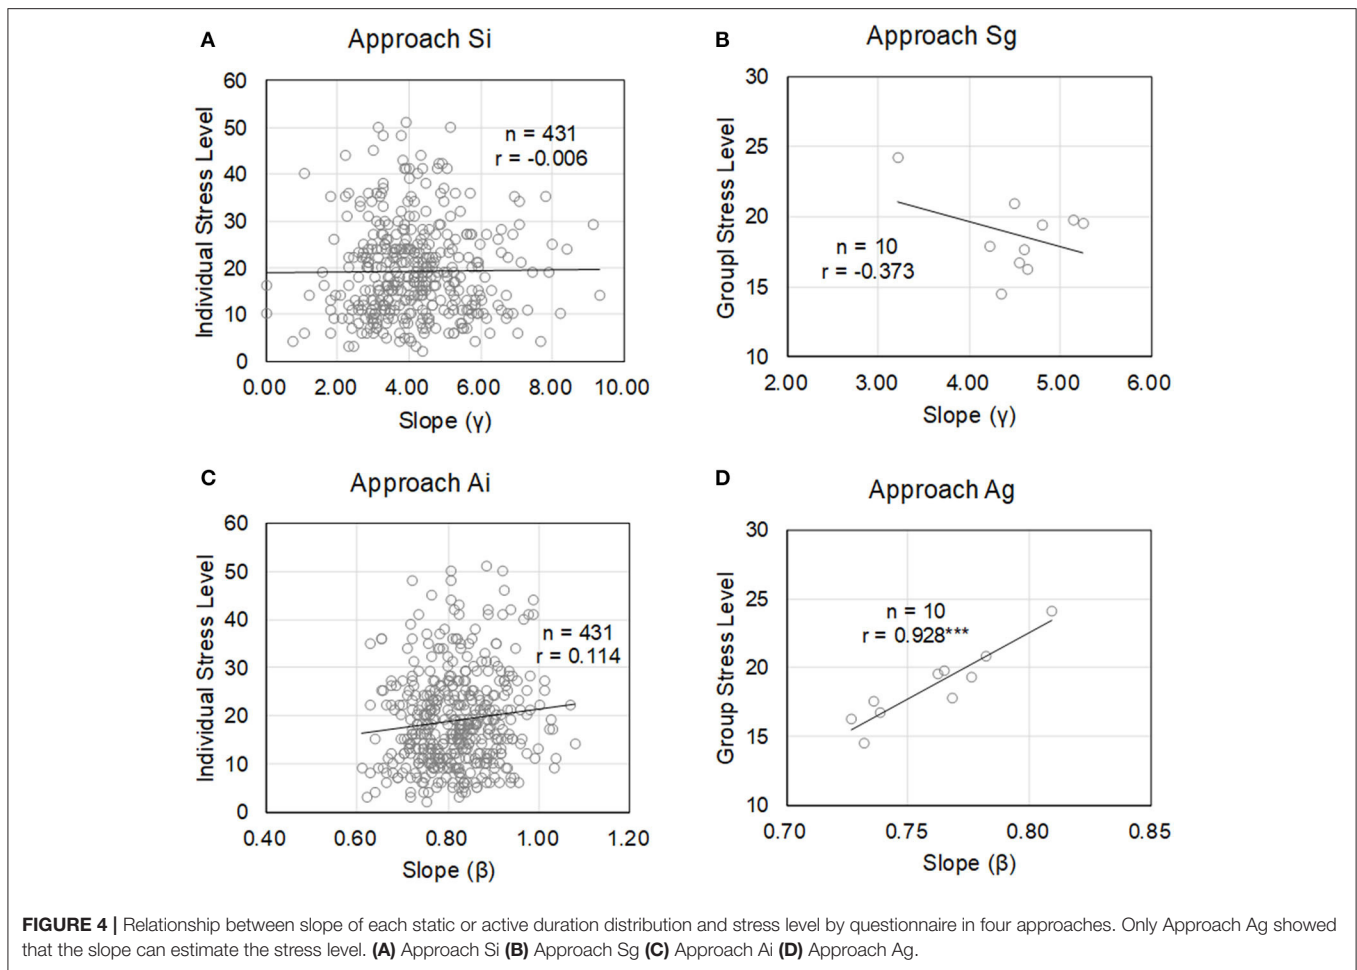 A
Approach Si
Individual Stress Level
60
50
40
30
20
10
0
n = 431
r = -0.006
0.00 2.00 4.00 6.00 8.00 10.00
Slope (γ)
B
Approach Sg
Groupl Stress Level
30
25
20
15
10
n = 10
r = -0.373
2.00 3.00 4.00 5.00 6.00
Slope (γ)
C
Approach Ai
Individual Stress Level
60
50
40
30
20
10
0
n = 431
r = 0.114
0.40 0.60 0.80 1.00 1.20
Slope (β)
D
Approach Ag
Group Stress Level
30
25
20
15
10
n = 10
r = 0.928***
0.70 0.75 0.80 0.85
Slope (β)
FIGURE 4 | Relationship between slope of each static or active duration distribution and stress level by questionnaire in four approaches. Only Approach Ag showed
that the slope can estimate the stress level. (A) Approach Si (B) Approach Sg (C) Approach Ai (D) Approach Ag.